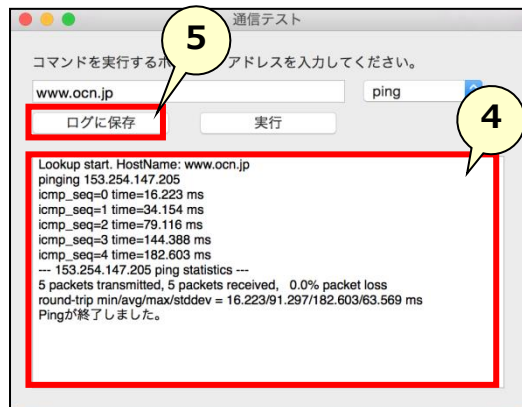 通信テスト
5
コマンドを実行するホ アドレスを入力してください。
www.ocn.jp
ping
4
ログに保存
実行
Lookup start. HostName: www.ocn.jp
pinging 153.254.147.205
icmp_seq=0 time=16.223 ms
icmp_seq=1 time=34.154 ms
icmp_seq=2 time=79.116 ms
icmp_seq=3 time=144.388 ms
icmp_seq=4 time=182.603 ms
--- 153.254.147.205 ping statistics ---
5 packets transmitted, 5 packets received, 0.0% packet loss
round-trip min/avg/max/stddev = 16.223/91.297/182.603/63.569 ms
Pingが終了しました。